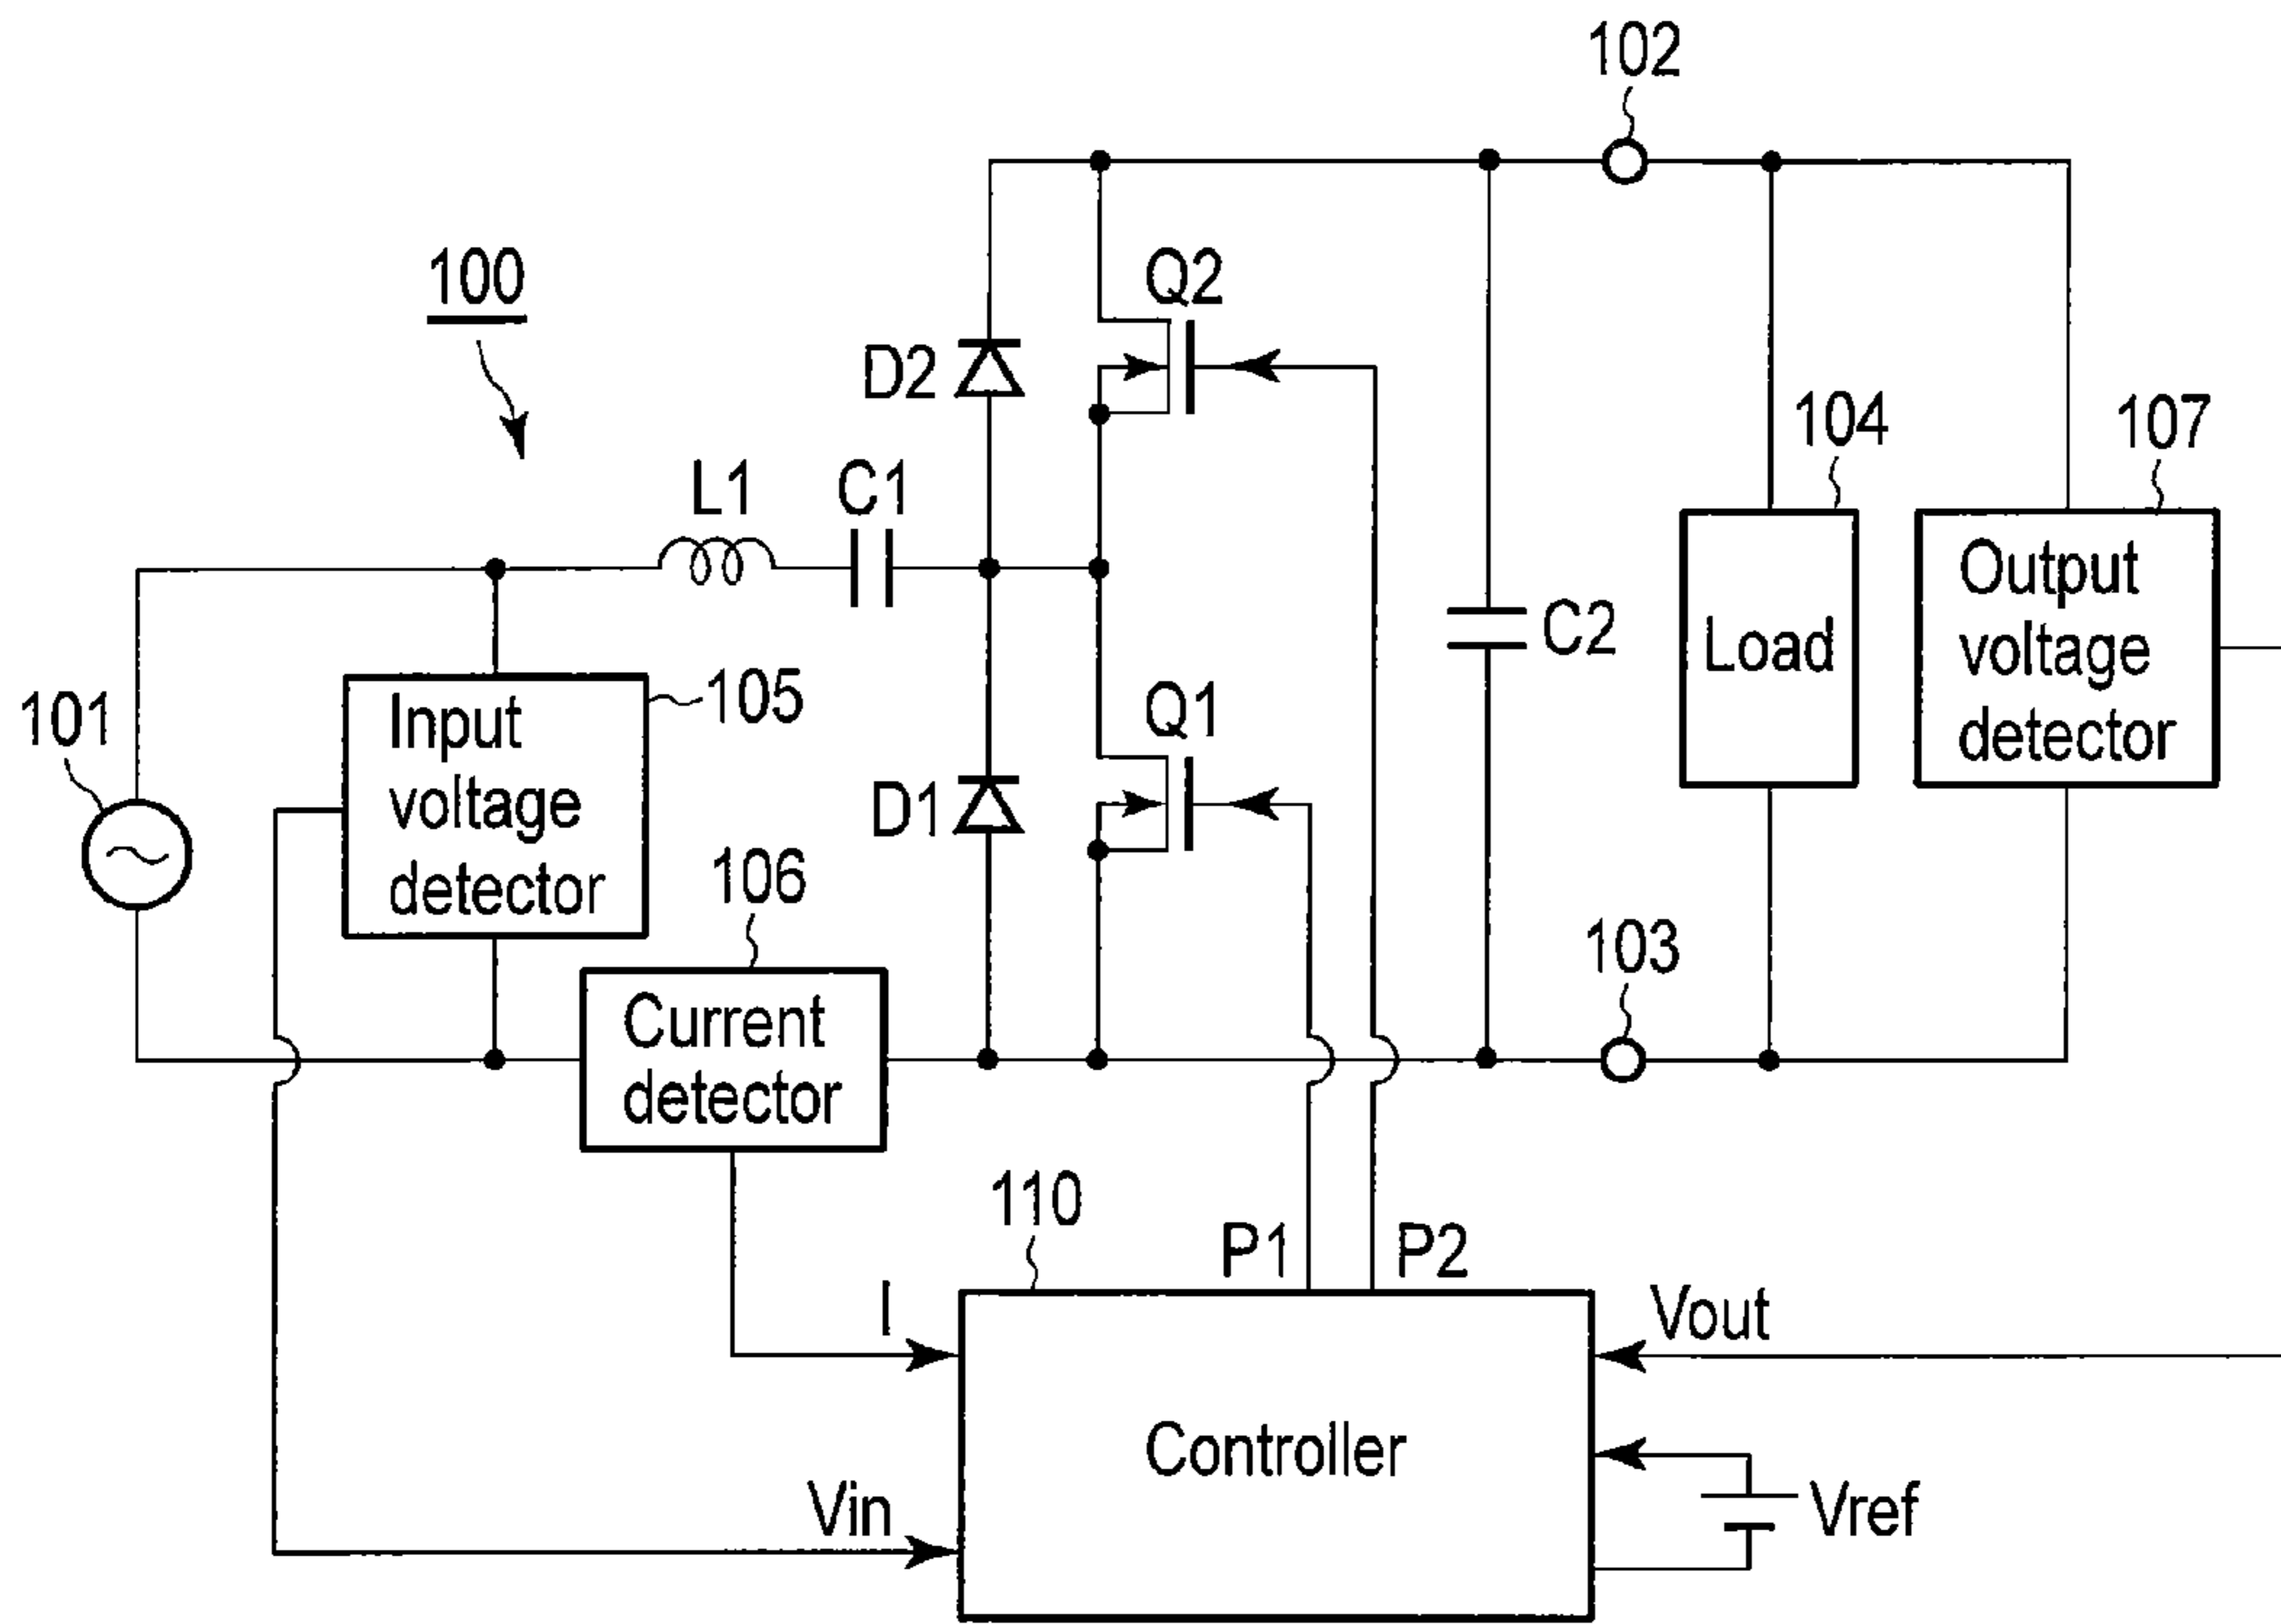 102
100
Q2
D2
104
107
L1
C1
Output
voltage
detector
C2
Load
101
105
Input
voltage
detector
Q1
D1
106
103
Current
detector
110
P1
P2
I
Vout
Controller
Vin
Vref